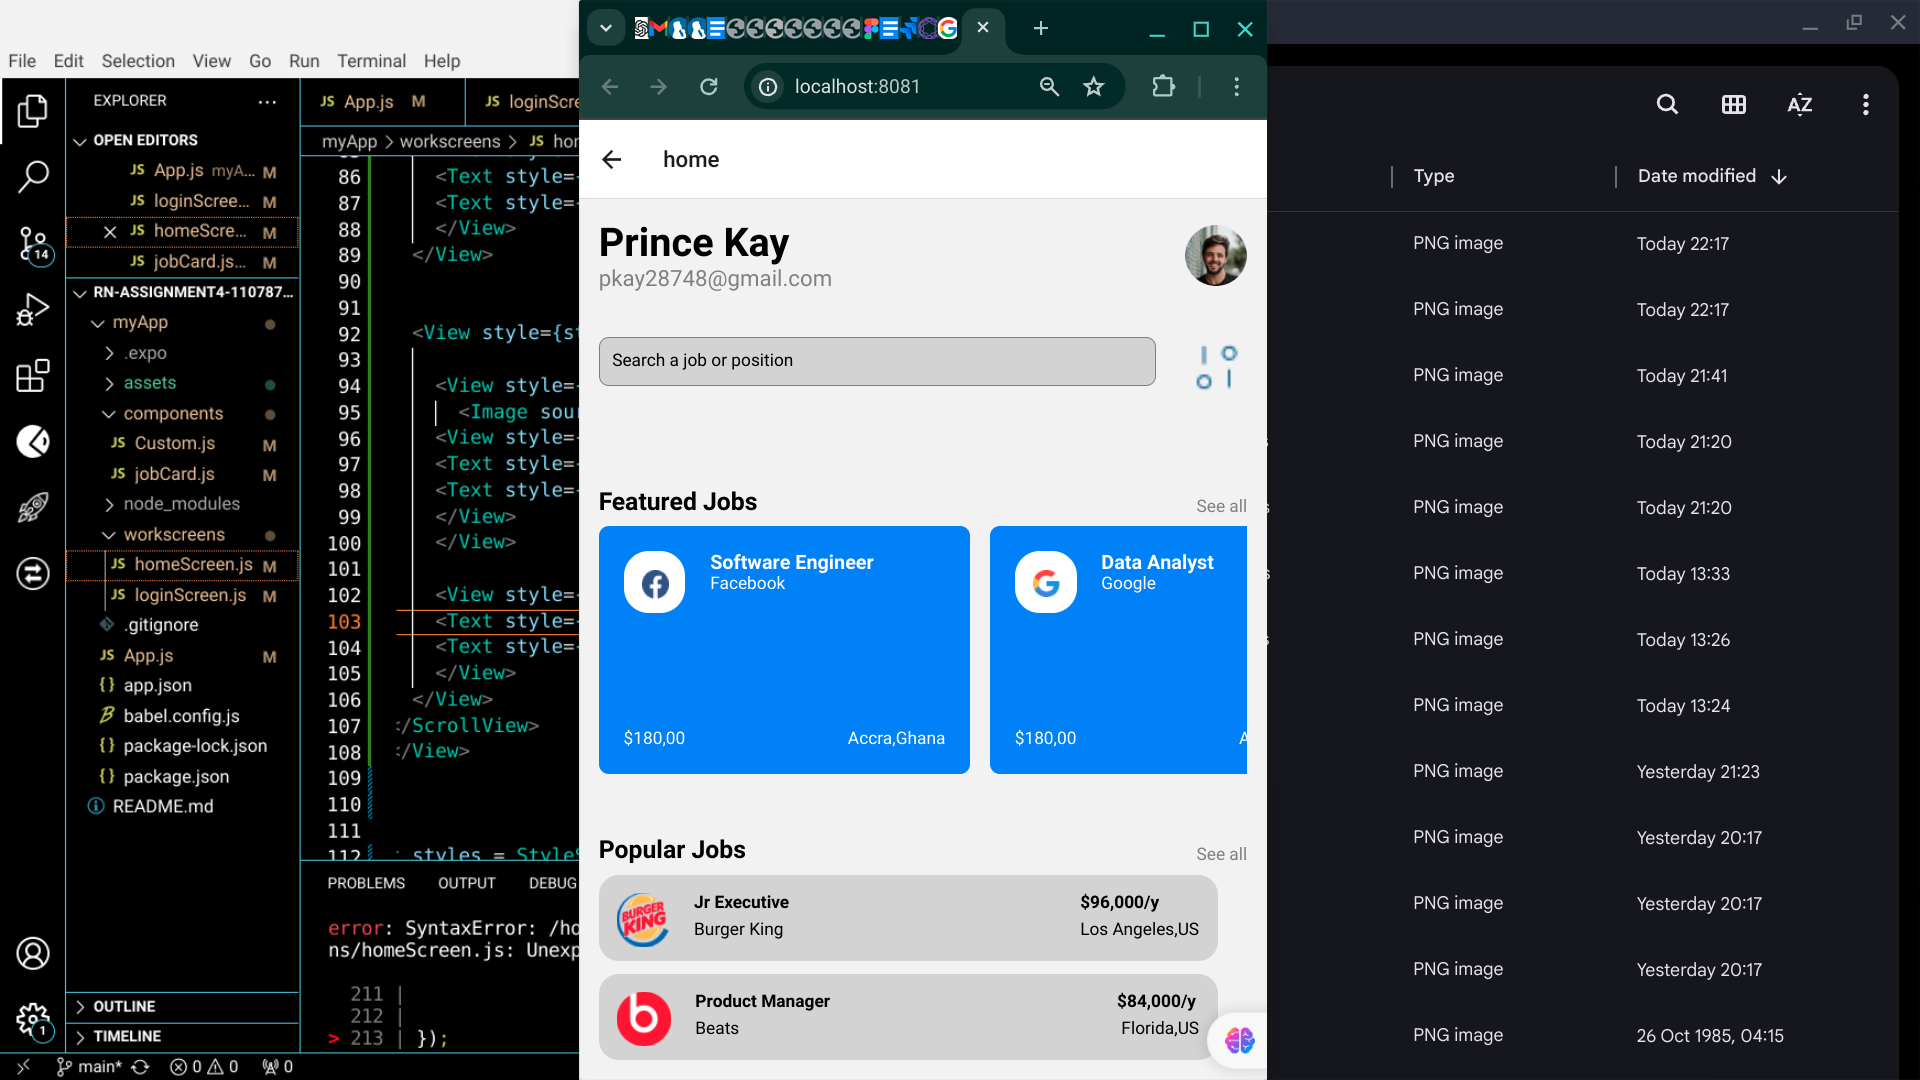 File Edit Selection View Go Run Terminal Help
EXPLORER
OPEN EDITORS
JS App.js myA... M
JS loginScree... M
JS homeScre... M
JS jobCard.js... M
RN-ASSIGNMENT4-110787...
myApp
.expo
assets
components
JS Custom.js M
JS jobCard.js M
node_modules
workscreens
JS homeScreen.js M
JS loginScreen.js M
.gitignore
JS App.js M
{} app.json
babel.config.js
{} package-lock.json
{} package.json
README.md
OUTLINE
TIMELINE
14
1
main* 0 0 0
JS App.js M JS loginScre
myApp > workscreens > JS hom
86 <Text style={
87 <Text style={
88 </View>
89 </View>
90
91
92 <View style={st
93
94 <View style={
95 <Image sour
96 <View style={
97 <Text style={
98 <Text style={
99 </View>
100 </View>
101
102 <View style={
103 <Text style={
104 <Text style={
105 </View>
106 </View>
107 </ScrollView>
108 </View>
109
110
111
112 styles = StyleS
PROBLEMS OUTPUT DEBUG
error: SyntaxError: /ho
ns/homeScreen.js: Unexp
211 |
212 |
> 213 | });
localhost:8081
home
Prince Kay
pkay28748@gmail.com
Search a job or position
Featured Jobs
See all
Software Engineer
Facebook
$180,00
Accra,Ghana
Data Analyst
Google
$180,00
A
Popular Jobs
See all
BURGER KING
Jr Executive
$96,000/y
Burger King
Los Angeles,US
Product Manager
$84,000/y
Beats
Florida,US
AZ
Type Date modified
PNG image Today 22:17
PNG image Today 22:17
PNG image Today 21:41
PNG image Today 21:20
PNG image Today 21:20
PNG image Today 13:33
PNG image Today 13:26
PNG image Today 13:24
PNG image Yesterday 21:23
PNG image Yesterday 20:17
PNG image Yesterday 20:17
PNG image Yesterday 20:17
PNG image 26 Oct 1985, 04:15